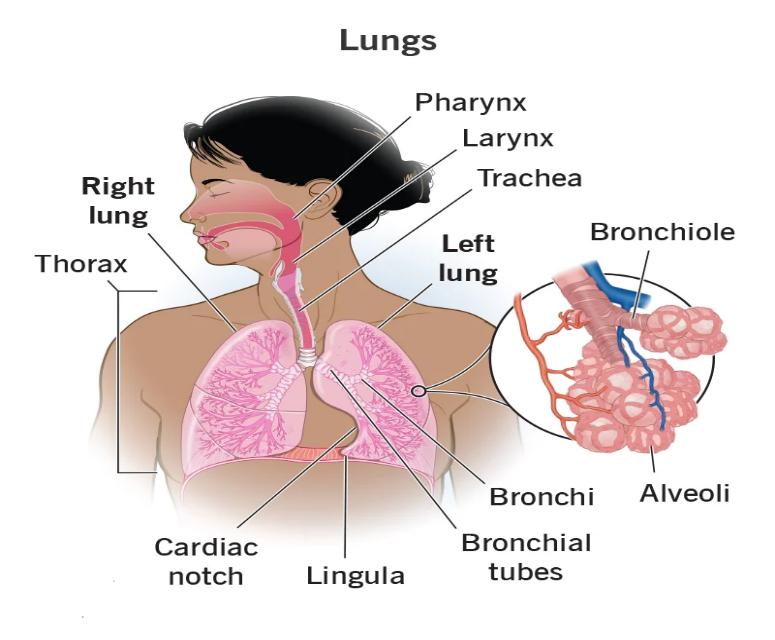 Lungs
Pharynx
Larynx
Trachea
Right
lung
Thorax
Left
lung
Bronchiole
Bronchi
Alveoli
Cardiac
notch
Lingula
Bronchial
tubes